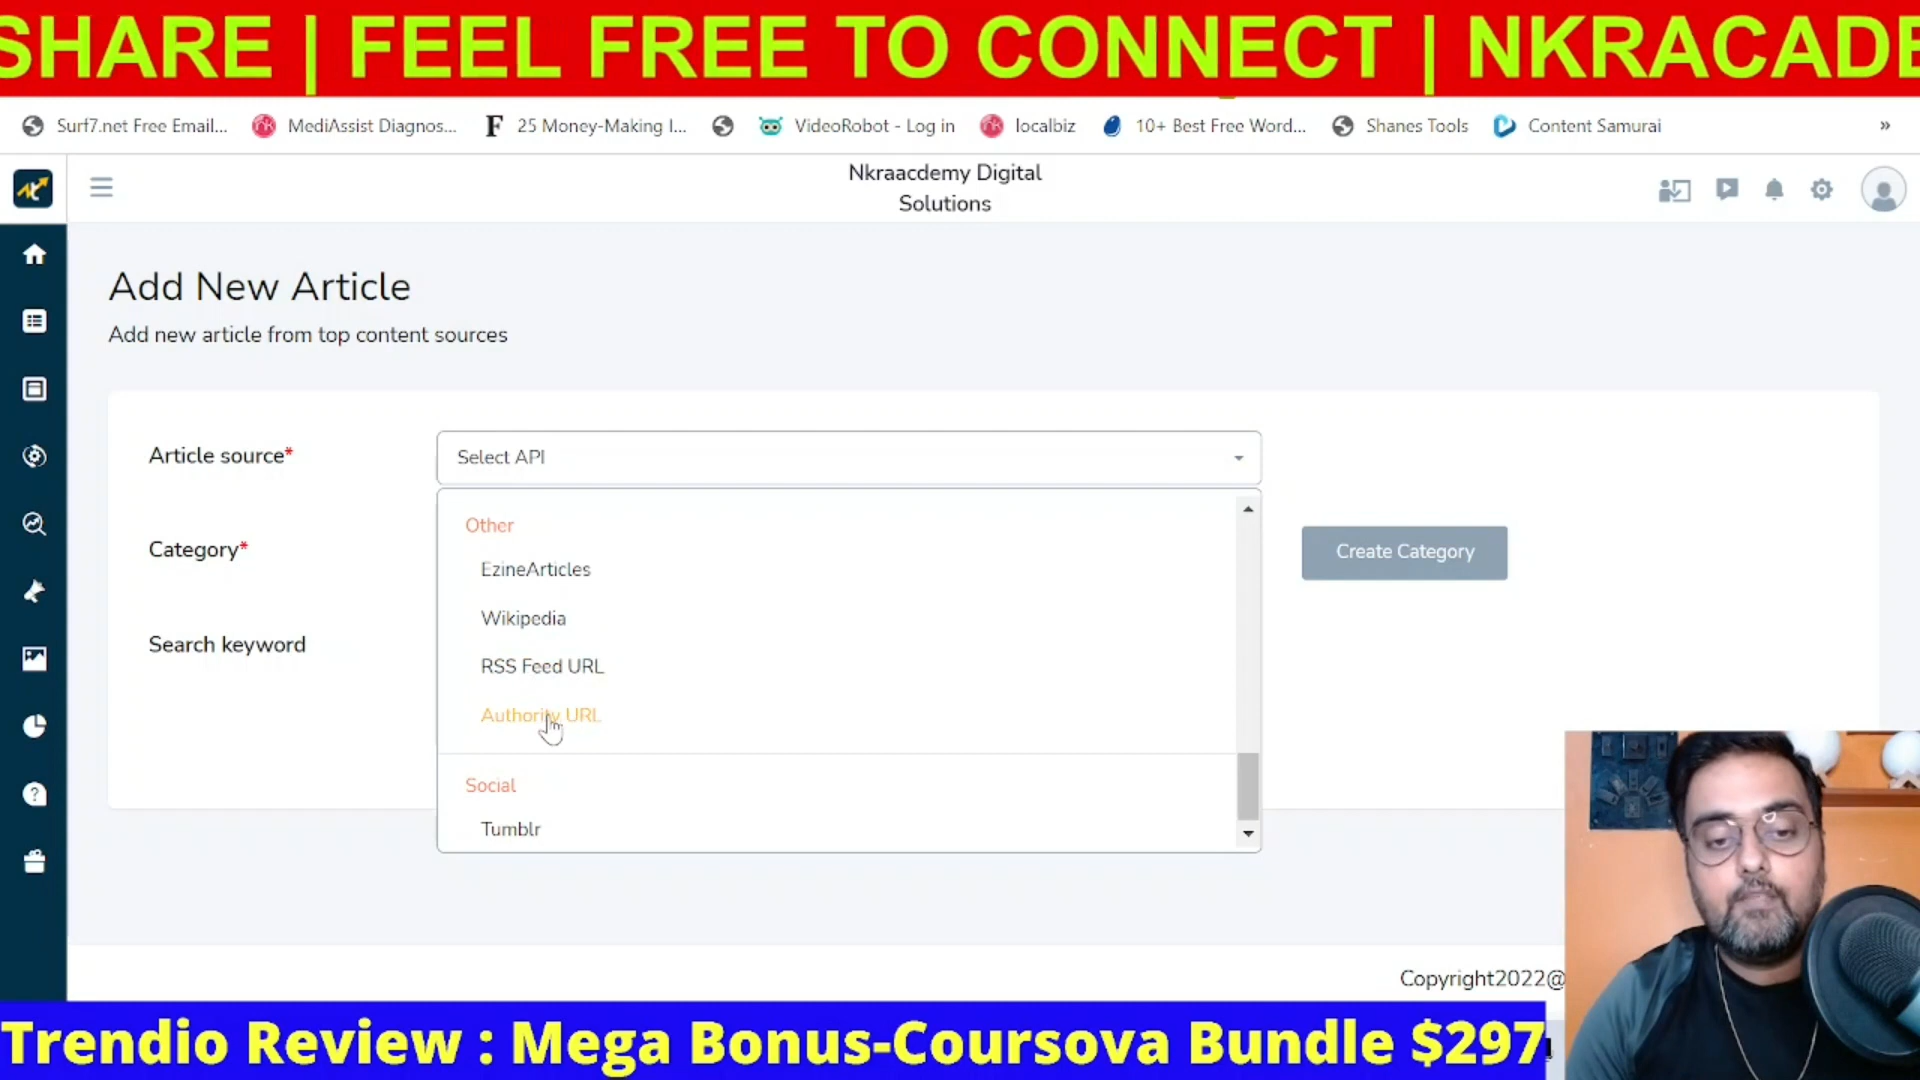 SHARE | FEEL FREE TO CONNECT | NKRACADE
Surf7.net Free Email... MediAssist Diagnos... 25 Money-Making I... VideoRobot - Log in localbiz 10+ Best Free Word... Shanes Tools Content Samurai »
Nkraacdemy Digital
Solutions
Add New Article
Add new article from top content sources
Article source*
Select API
Category*
Create Category
Search keyword
Other
EzineArticles
Wikipedia
RSS Feed URL
Authority URL
Social
Tumblr
Copyright2022@
Trendio Review : Mega Bonus-Coursova Bundle $297